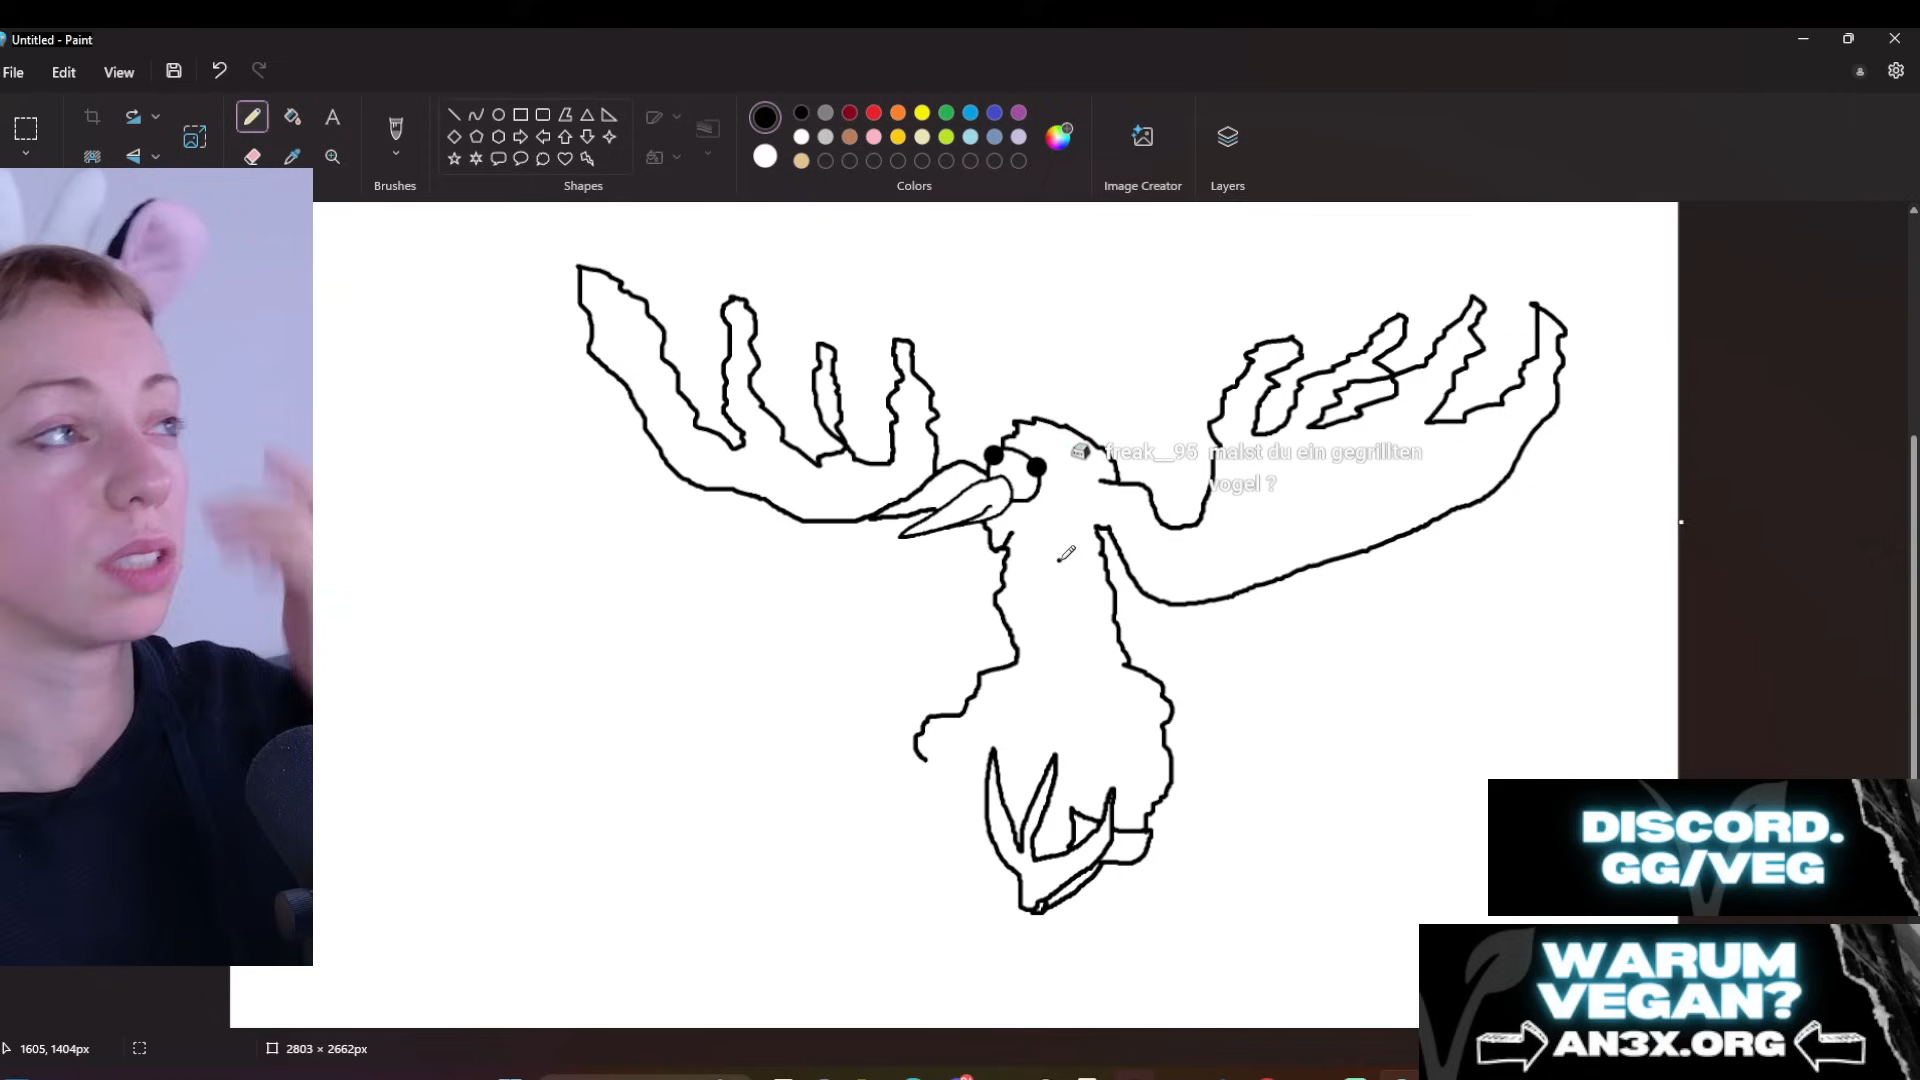 Untitled - Paint
File Edit View
Brushes Shapes Colors Image Creator Layers
freak__95 malst du ein gegrillten
vogel ?
DISCORD.
GG/VEG
WARUM
VEGAN?
AN3X.ORG
1605, 1404px 2803 × 2662px